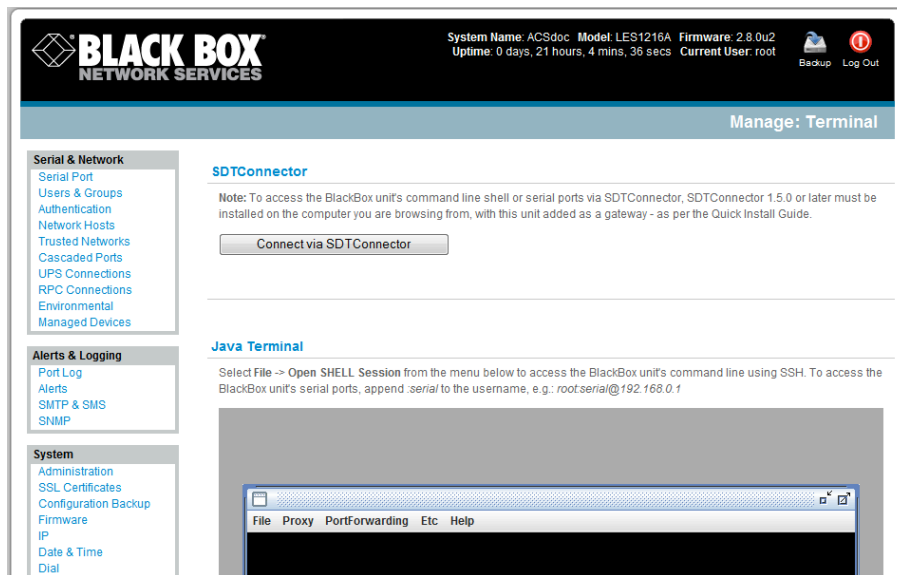 BLACK BOX
NETWORK SERVICES
System Name: ACSdoc Model: LES1216A Firmware: 2.8.0u2
Uptime: 0 days, 21 hours, 4 mins, 36 secs Current User: root
Backup
Log Out
Manage: Terminal
Serial & Network
Serial Port
Users & Groups
Authentication
Network Hosts
Trusted Networks
Cascaded Ports
UPS Connections
RPC Connections
Environmental
Managed Devices
Alerts & Logging
Port Log
Alerts
SMTP & SMS
SNMP
System
Administration
SSL Certificates
Configuration Backup
Firmware
IP
Date & Time
Dial
SDTConnector
Note: To access the BlackBox unit's command line shell or serial ports via SDTConnector, SDTConnector 1.5.0 or later must be
installed on the computer you are browsing from, with this unit added as a gateway - as per the Quick Install Guide.
Connect via SDTConnector
Java Terminal
Select File -> Open SHELL Session from the menu below to access the BlackBox unit's command line using SSH. To access the
BlackBox unit's serial ports, append :serial to the username, e.g.: root:serial@192.168.0.1
File Proxy PortForwarding Etc Help